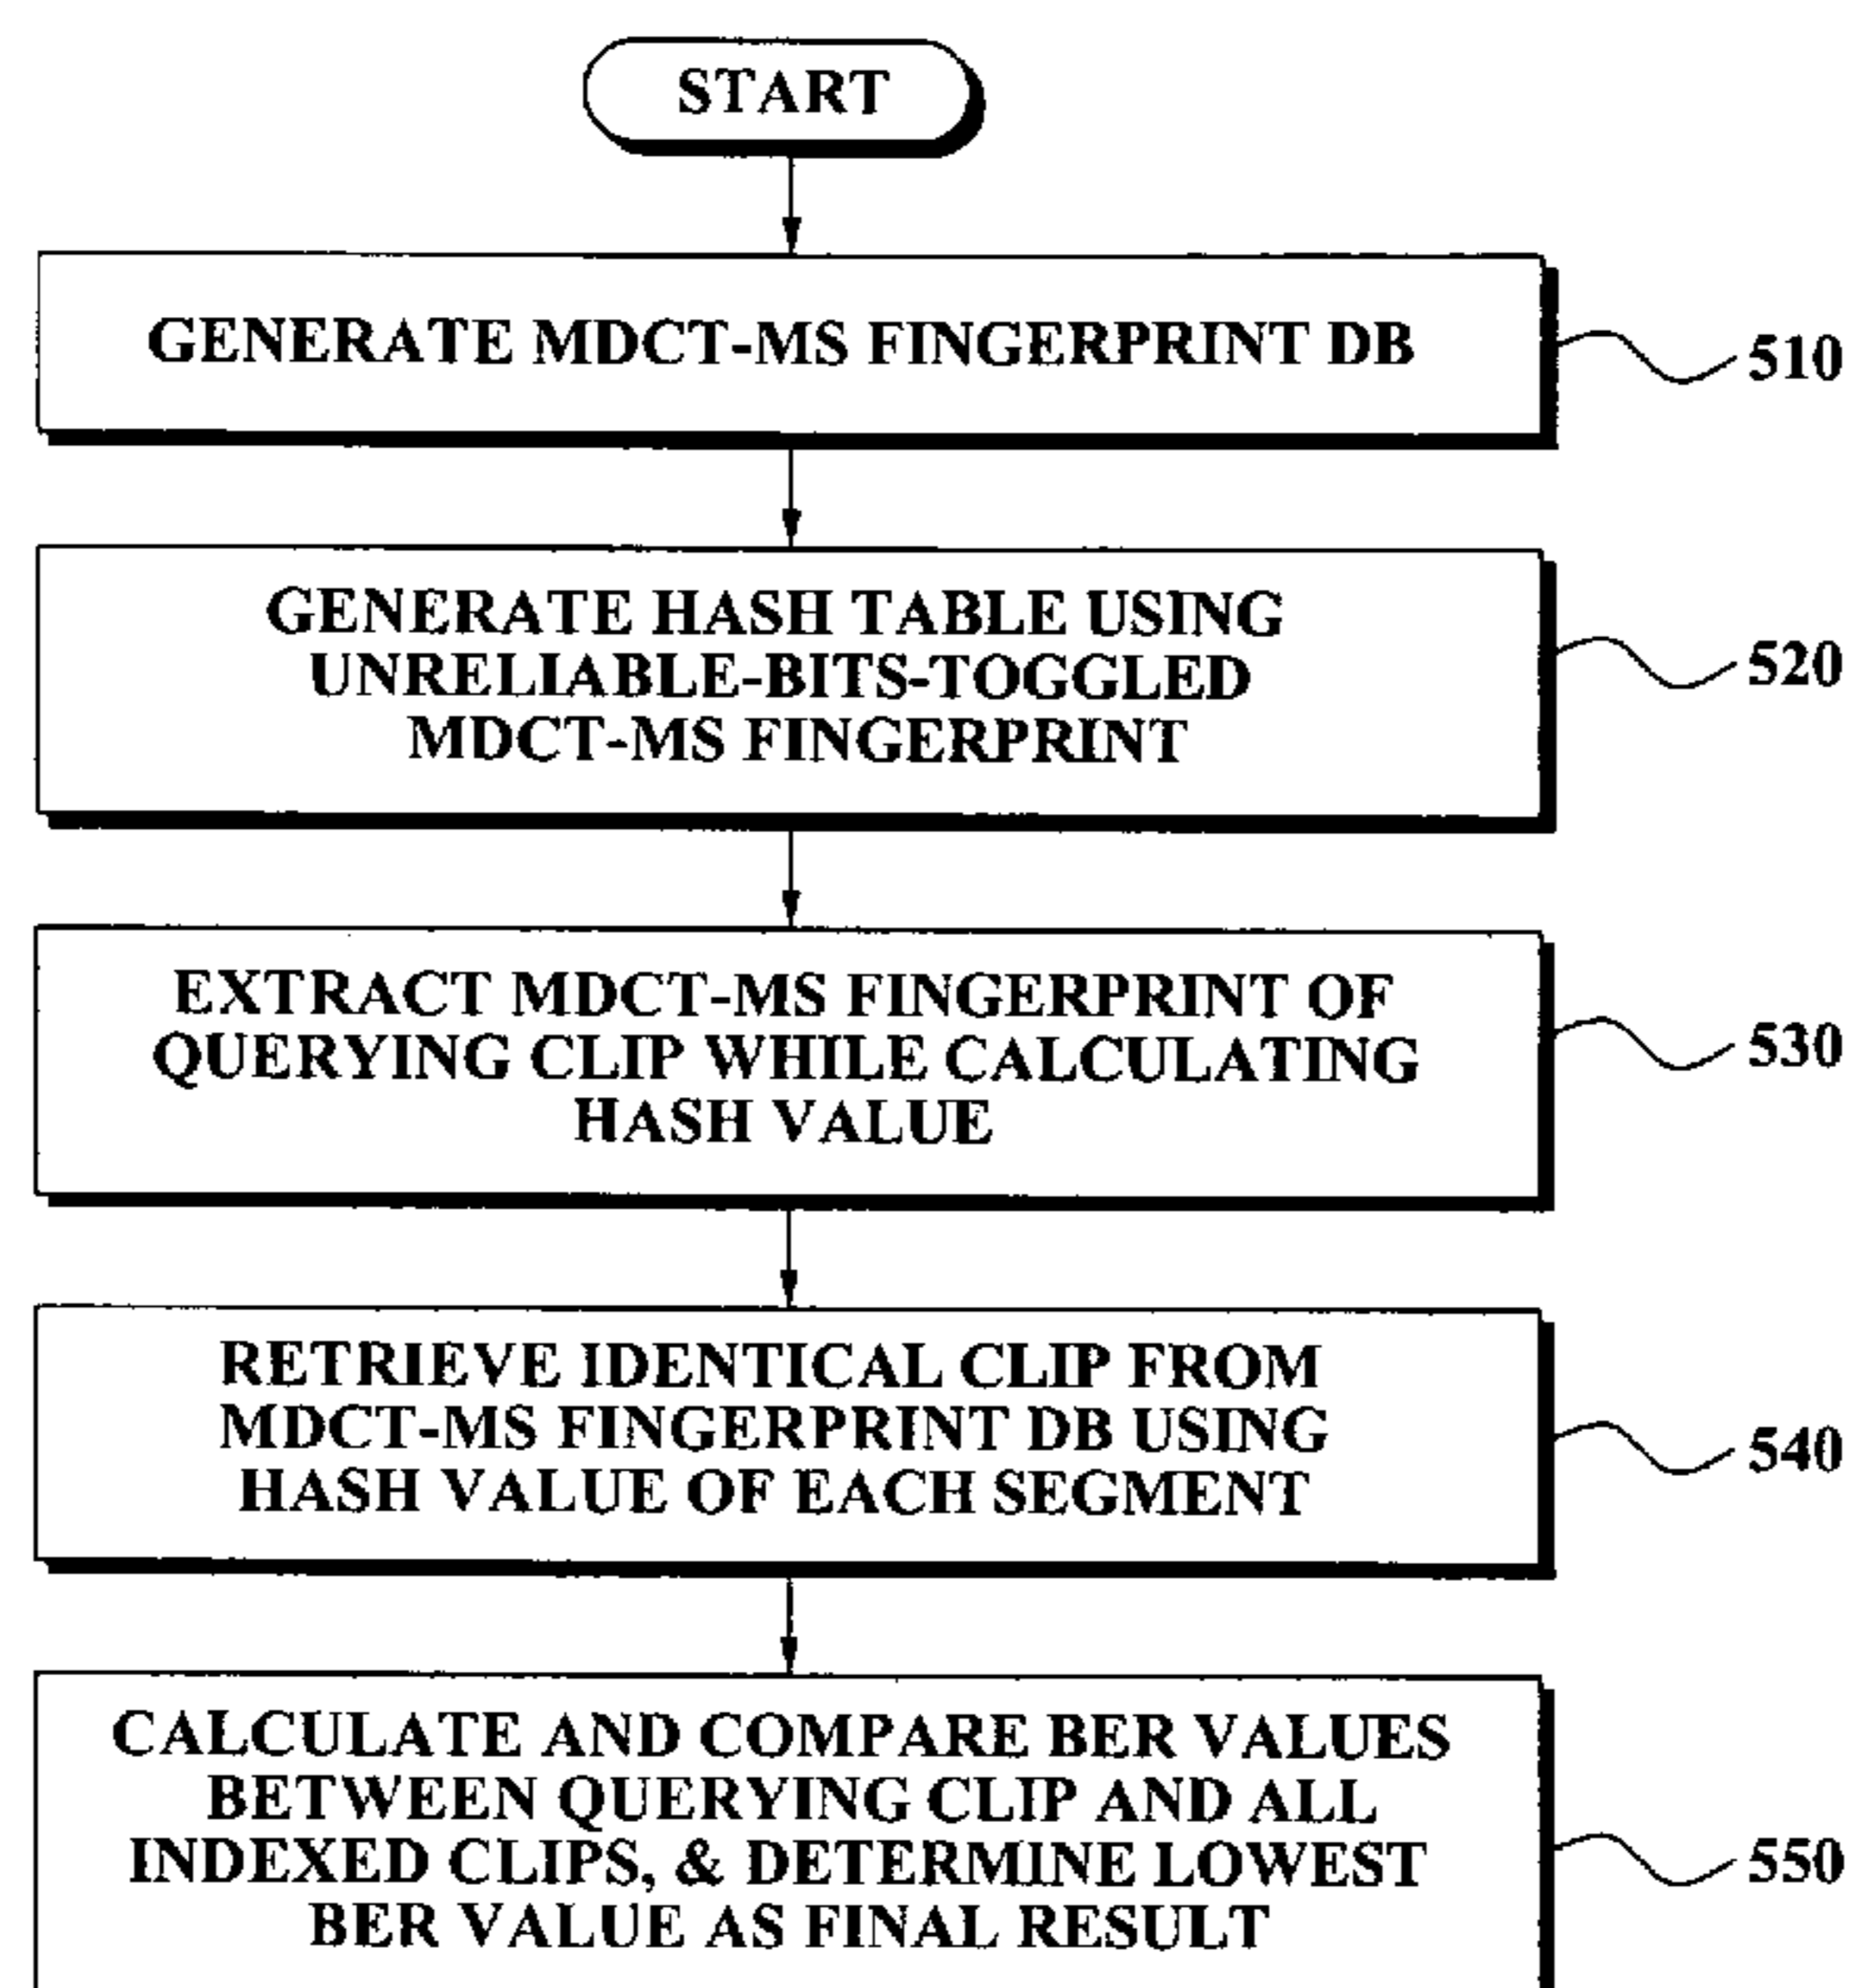 START
GENERATE MDCT-MS FINGERPRINT DB
510
GENERATE HASH TABLE USING
UNRELIABLE-BITS-TOGGLED
MDCT-MS FINGERPRINT
520
EXTRACT MDCT-MS FINGERPRINT OF
QUERYING CLIP WHILE CALCULATING
HASH VALUE
530
RETRIEVE IDENTICAL CLIP FROM
MDCT-MS FINGERPRINT DB USING
HASH VALUE OF EACH SEGMENT
540
CALCULATE AND COMPARE BER VALUES
BETWEEN QUERYING CLIP AND ALL
INDEXED CLIPS, & DETERMINE LOWEST
BER VALUE AS FINAL RESULT
550